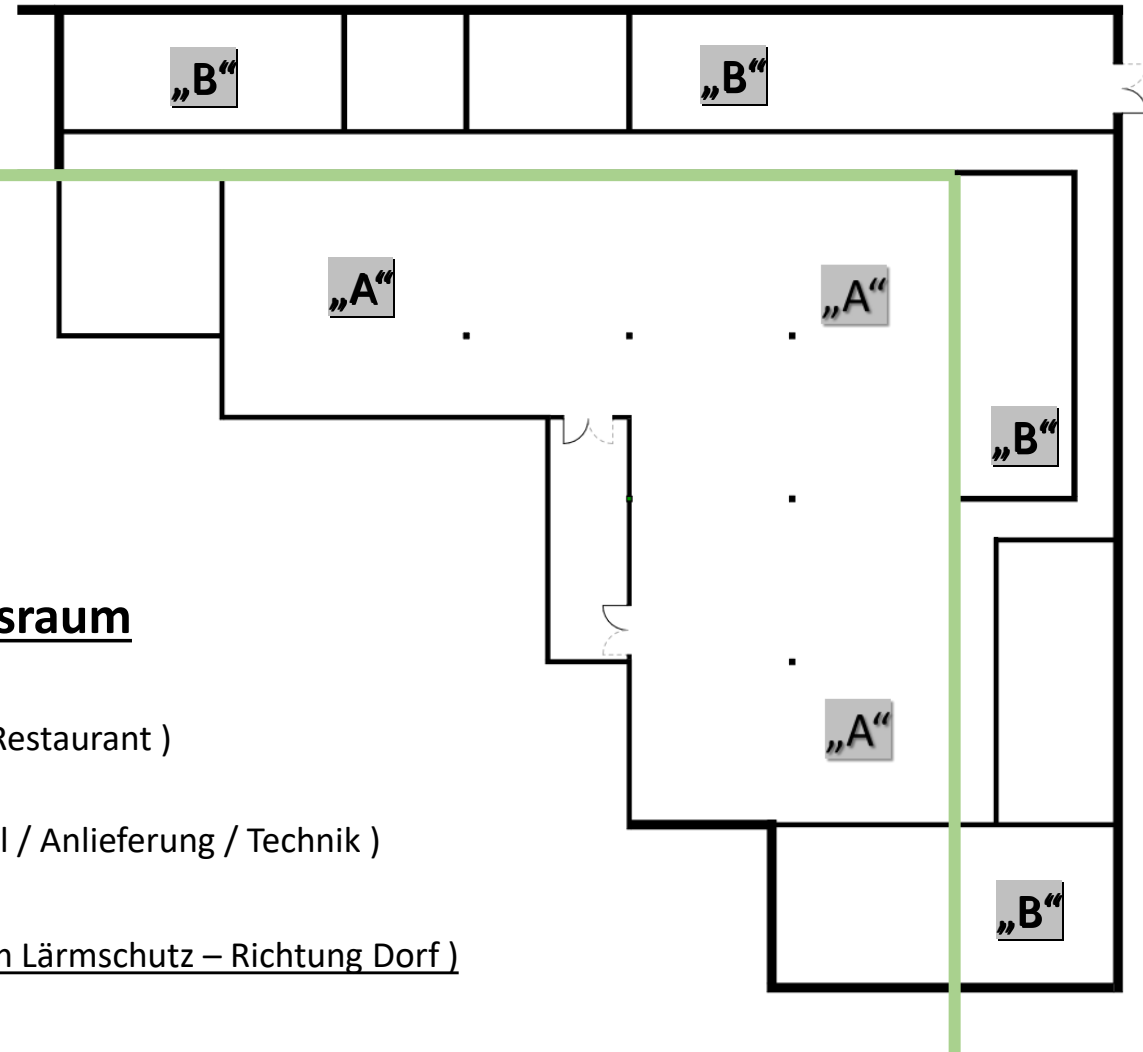 „B“ „B“
„A“ „A“
„B“
sraum
Restaurant )
„A“
l / Anlieferung / Technik )
„B“
Lärmschutz – Richtung Dorf )